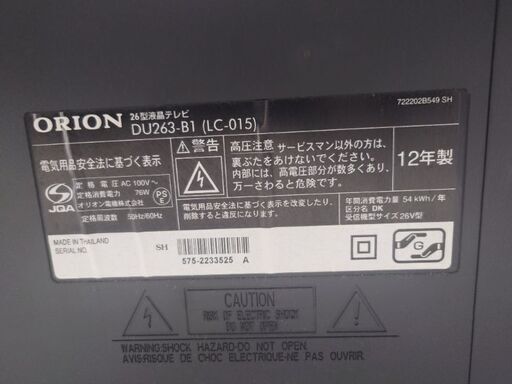 722202B549 SH
ORION
26型液晶テレビ
DU263-B1 (LC-015)
電気用品安全法に基づく表示
JQA
定格電圧 AC 100V~
定格消費電力 76W
オリオン電機株式会社
定格周波数 50Hz/60Hz
PS
E
警告
高圧注意 サービスマン以外の方は、
裏ぶたをあけないでください。
内部には、高電圧部分が数多くあり、
万一さわると危険です。
電気用品安全法に基づく表示を改変したり、
削除すると違反になります。
12年製
年間消費電力量 54 kWh/年
区分名 DK
受信機型サイズ 26V型
MADE IN THAILAND
SERIAL NO.
SH
575-2233525 A
G
CAUTION
RISK OF ELECTRIC SHOCK
DO NOT OPEN
WARNING:SHOCK HAZARD-DO NOT OPEN.
AVIS:RISQUE DE CHOC ELECTRIQUE-NE PAS OUVRIR.